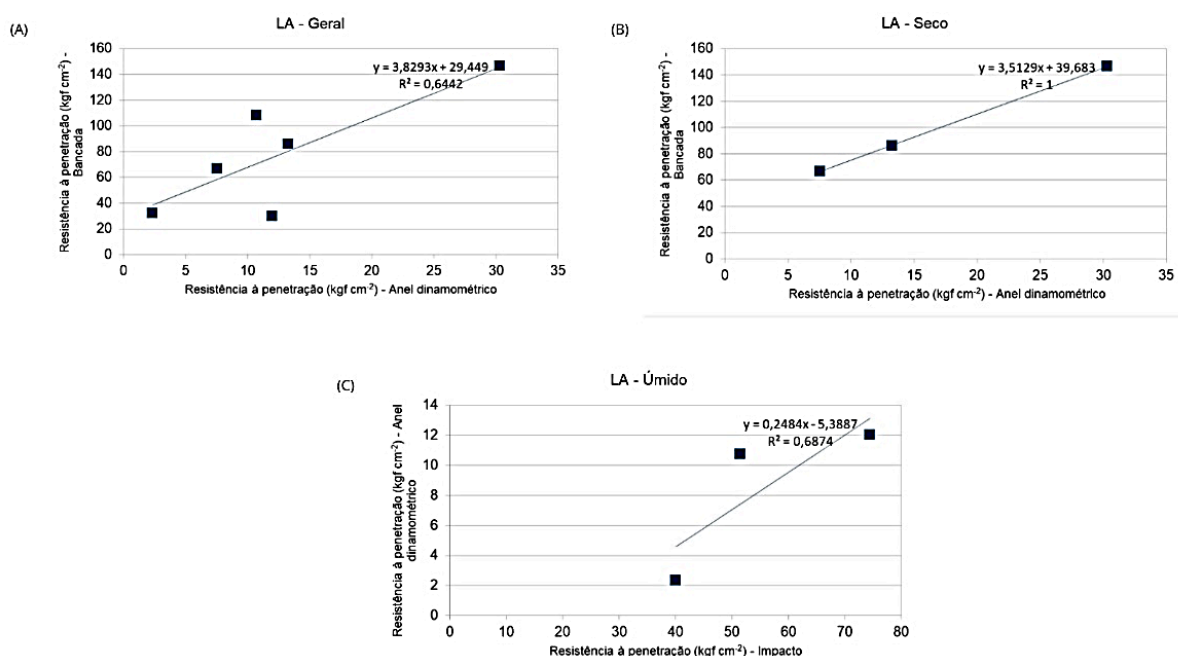 (A)
LA - Geral
Resistência à penetração (kgf cm⁻²) -
Bancada
160
140
120
100
80
60
40
20
0
y = 3,8293x + 29,449
R² = 0,6442
0 5 10 15 20 25 30 35
Resistência à penetração (kgf cm⁻²) - Anel dinamométrico
(B)
LA - Seco
Resistência à penetração (kgf cm⁻²) -
Bancada
160
140
120
100
80
60
40
20
0
y = 3,5129x + 39,683
R² = 1
0 5 10 15 20 25 30 35
Resistência à penetração (kgf cm⁻²) - Anel dinamométrico
(C)
LA - Úmido
Resistência à penetração (kgf cm⁻²) - Anel
dinamométrico
14
12
10
8
6
4
2
0
y = 0,2484x - 5,3887
R² = 0,6874
0 10 20 30 40 50 60 70 80
Resistência à penetração (kgf cm⁻²) - Impacto